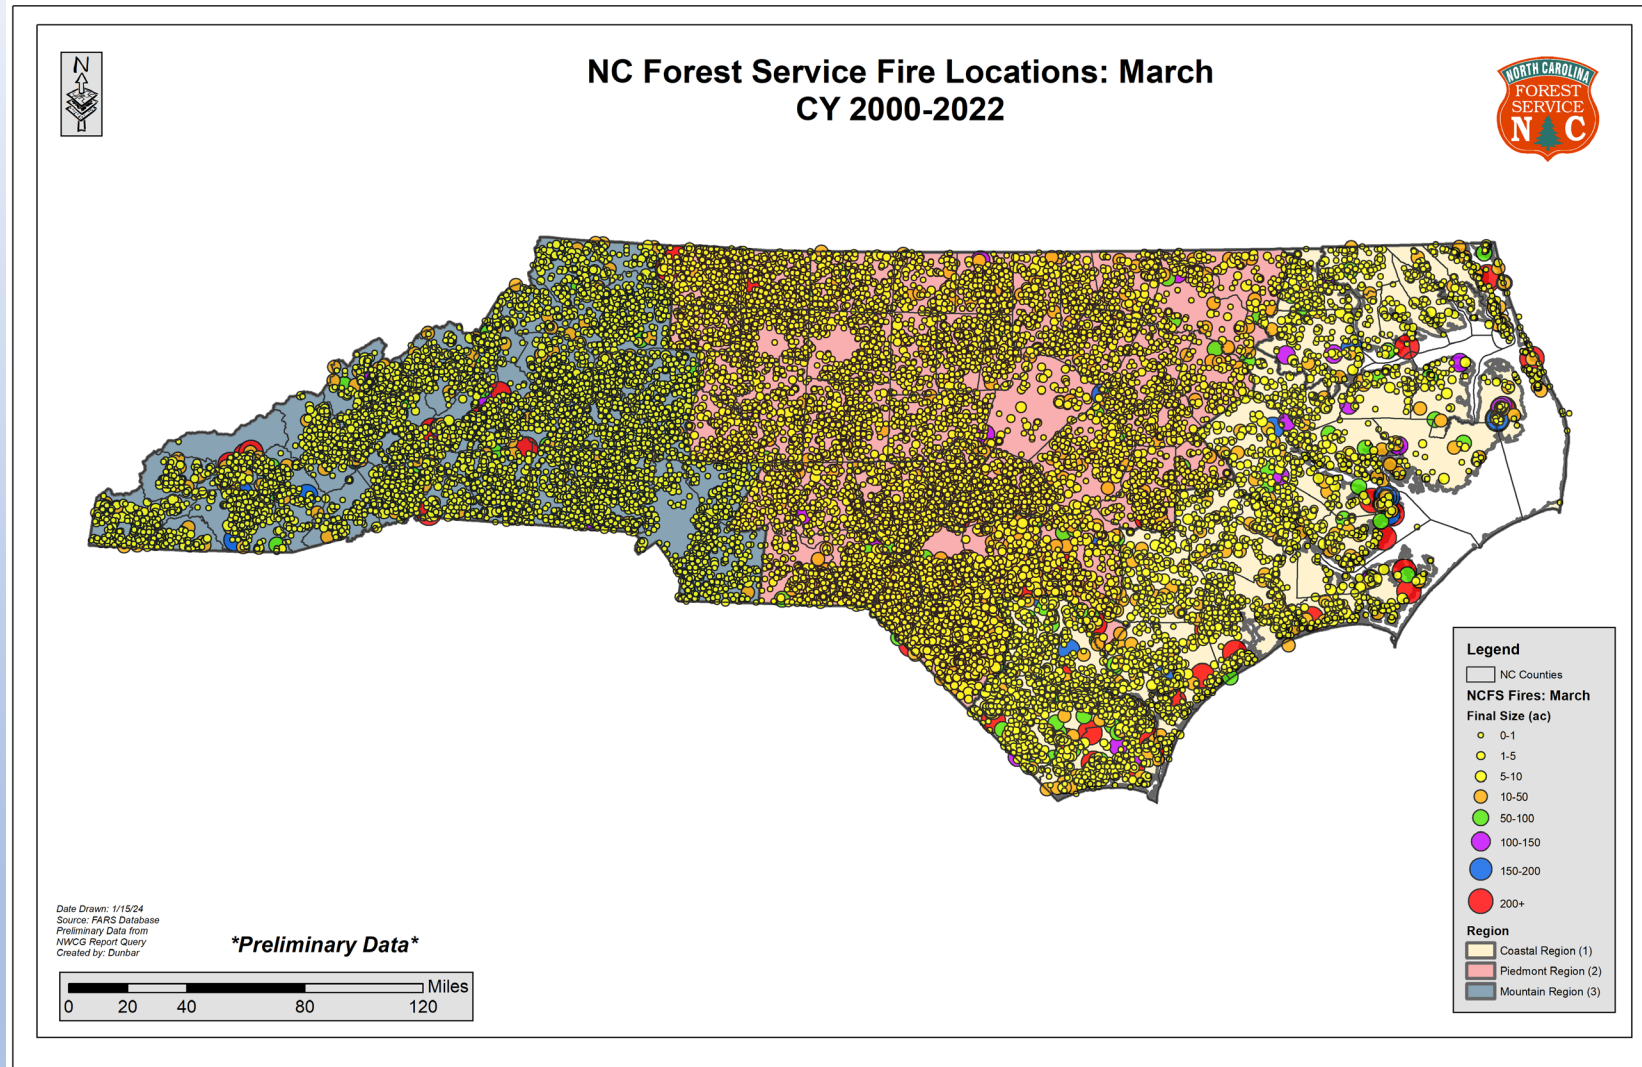 NC Forest Service Fire Locations: March
CY 2000-2022
N
NORTH CAROLINA
FOREST
SERVICE
N C
Legend
NC Counties
NCFS Fires: March
Final Size (ac)
0-1
1-5
5-10
10-50
50-100
100-150
150-200
200+
Region
Coastal Region (1)
Piedmont Region (2)
Mountain Region (3)
Date Drawn: 1/15/24
Source: FARS Database
Preliminary Data from
NWCG Report Query
Created by: Dunbar
*Preliminary Data*
Miles
0 20 40 80 120